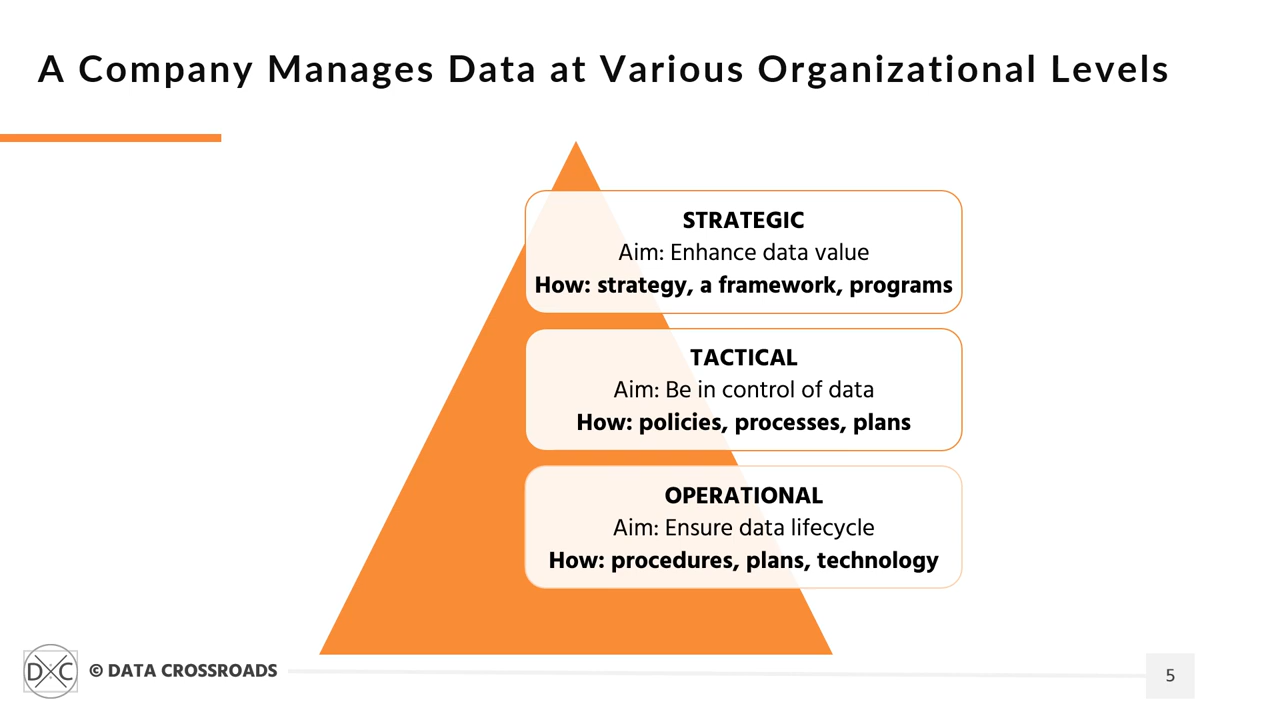 A Company Manages Data at Various Organizational Levels
STRATEGIC
Aim: Enhance data value
How: strategy, a framework, programs
TACTICAL
Aim: Be in control of data
How: policies, processes, plans
OPERATIONAL
Aim: Ensure data lifecycle
How: procedures, plans, technology
DXC
© DATA CROSSROADS
5